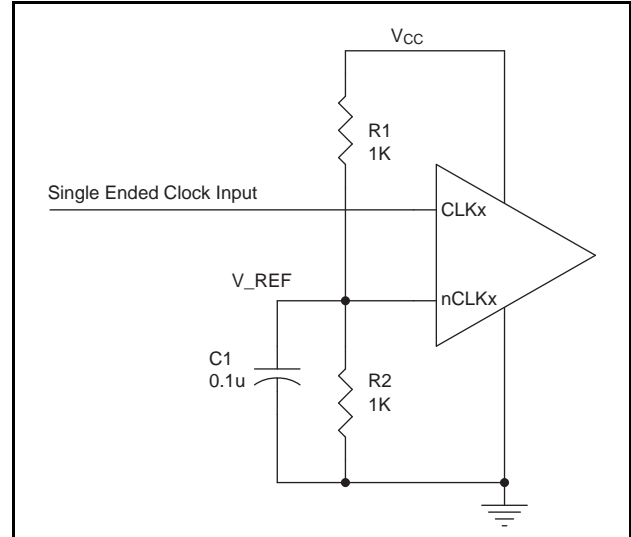 VCC
R1
1K
Single Ended Clock Input
CLKx
V_REF
nCLKx
C1
0.1u
R2
1K